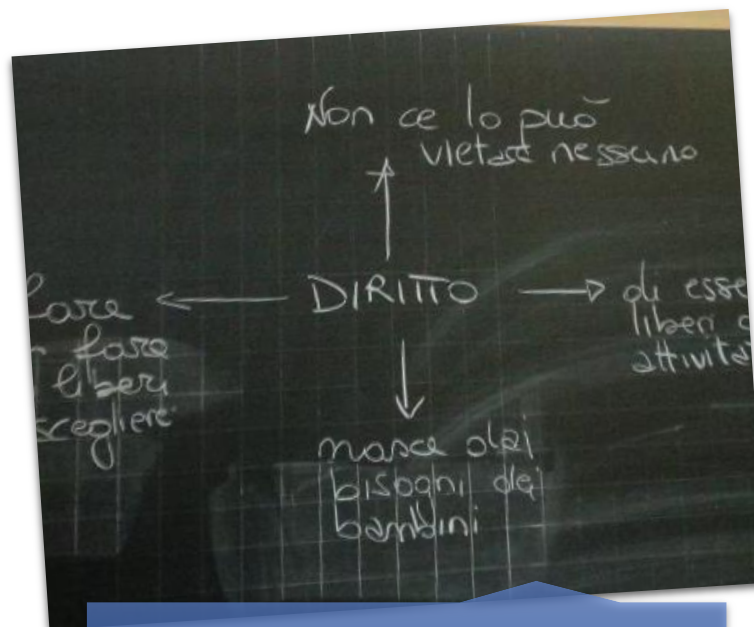 Non ce lo può
vietare nessuno
DIRITTO
fare
fare
liberi
scegliere
di esse
liberi
attivita
nasce dai
bisogni dei
bambini